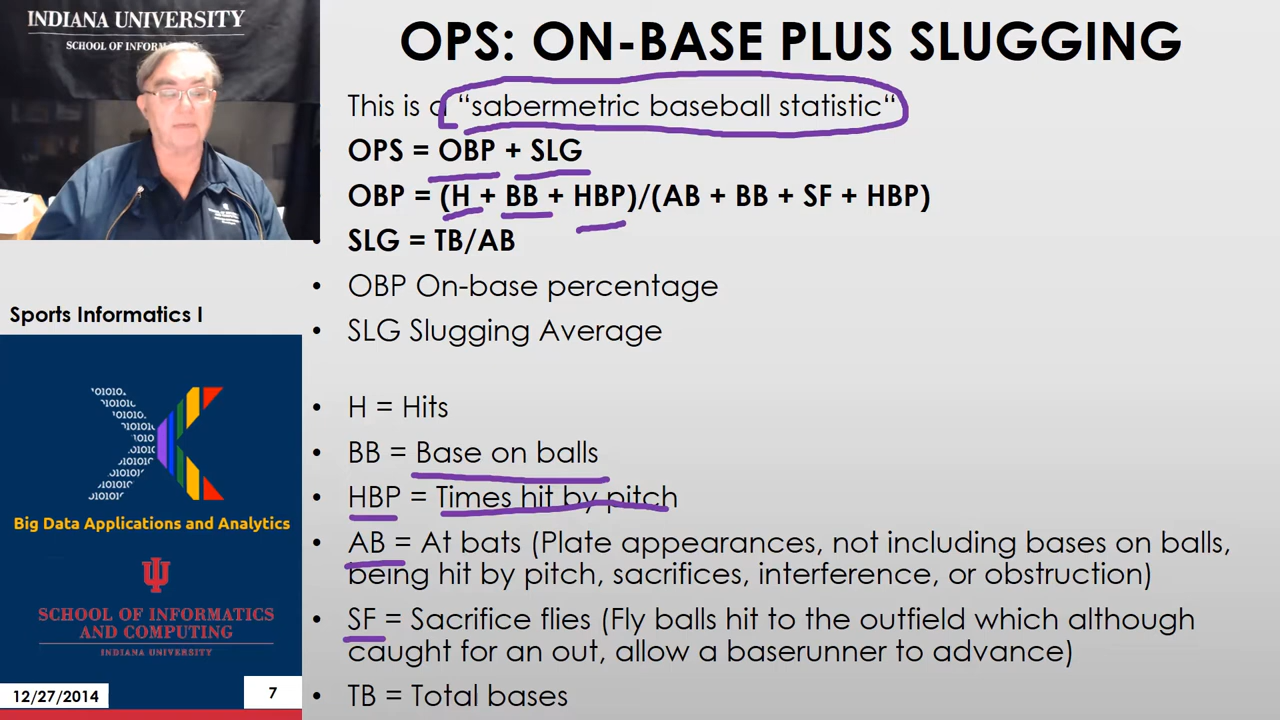 INDIANA UNIVERSITY
SCHOOL OF INFORM
OPS: ON-BASE PLUS SLUGGING
This is a “sabermetric baseball statistic“
OPS = OBP + SLG
OBP = (H + BB + HBP)/(AB + BB + SF + HBP)
• SLG = TB/AB
• OBP On-base percentage
• SLG Slugging Average
• H = Hits
• BB = Base on balls
• HBP = Times hit by pitch
• AB = At bats (Plate appearances, not including bases on balls,
being hit by pitch, sacrifices, interference, or obstruction)
• SF = Sacrifice flies (Fly balls hit to the outfield which although
caught for an out, allow a baserunner to advance)
• TB = Total bases
Sports Informatics I
Big Data Applications and Analytics
SCHOOL OF INFORMATICS
AND COMPUTING
INDIANA UNIVERSITY
12/27/2014
7